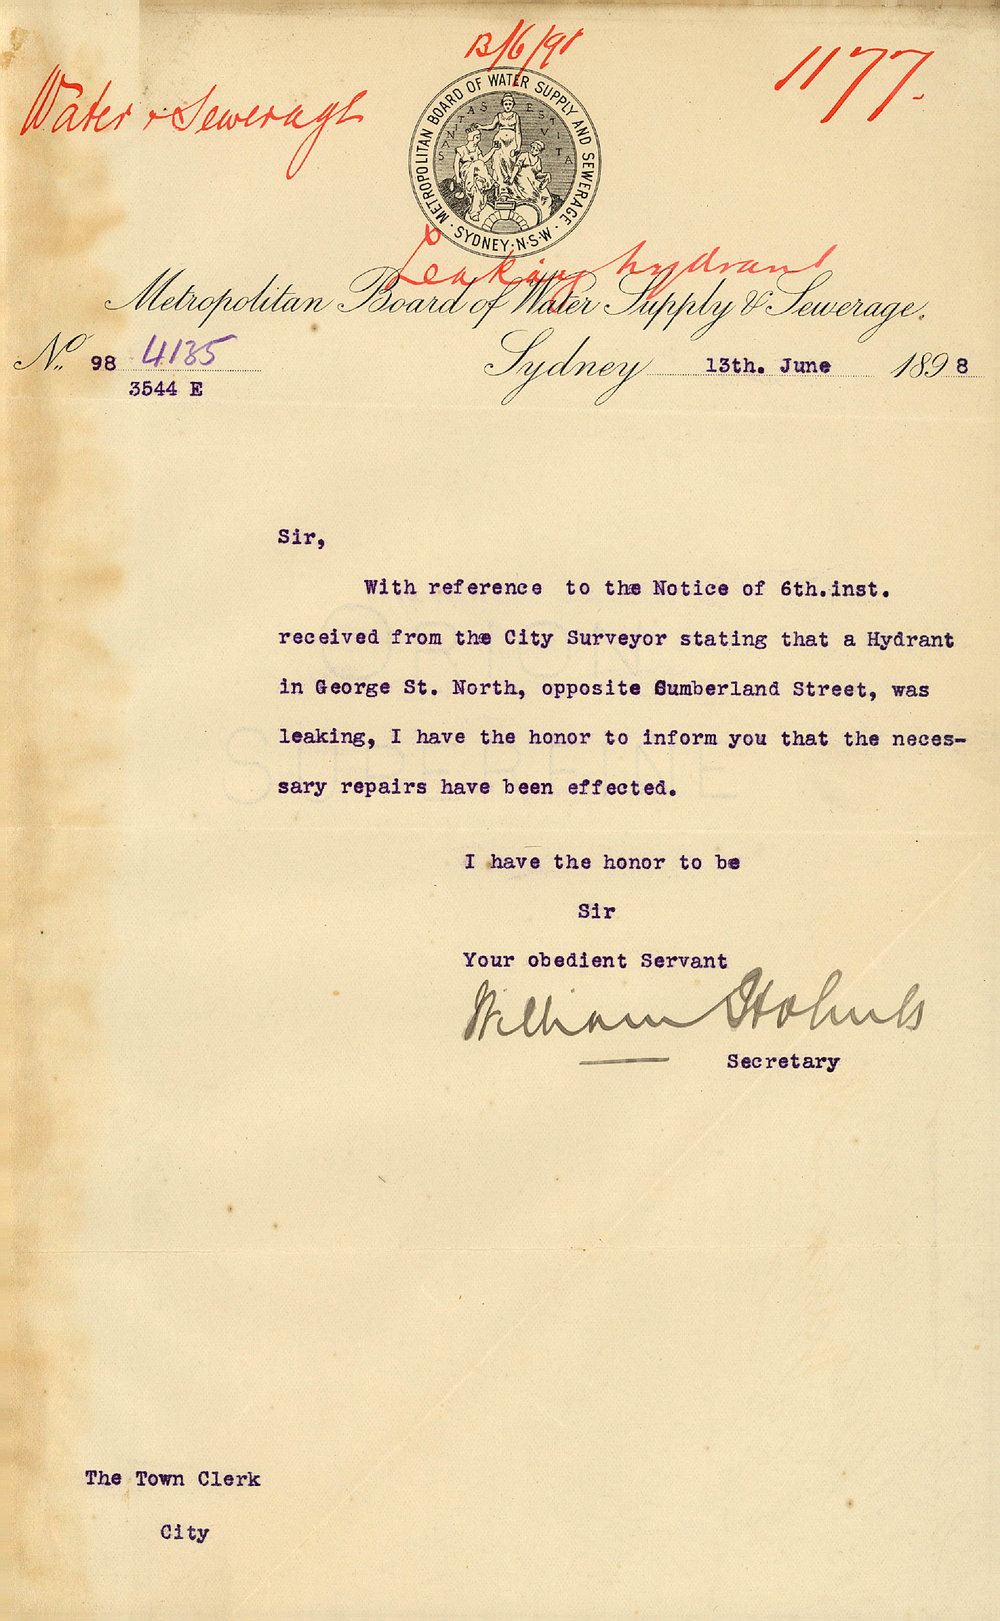 13/6/98
1177.
Water & Sewerage
METROPOLITAN BOARD OF WATER SUPPLY AND SEWERAGE
SANITAS EST VITA
SYDNEY·N·S·W·
Leaking hydrant
Metropolitan Board of Water Supply & Sewerage.
No. 98 4135
Sydney 13th. June 1898
3544 E
Sir,
With reference to the Notice of 6th.inst.
received from the City Surveyor stating that a Hydrant
in George St. North, opposite Cumberland Street, was
leaking, I have the honor to inform you that the neces-
sary repairs have been effected.
I have the honor to be
Sir
Your obedient Servant
William Holmes
Secretary
The Town Clerk
City